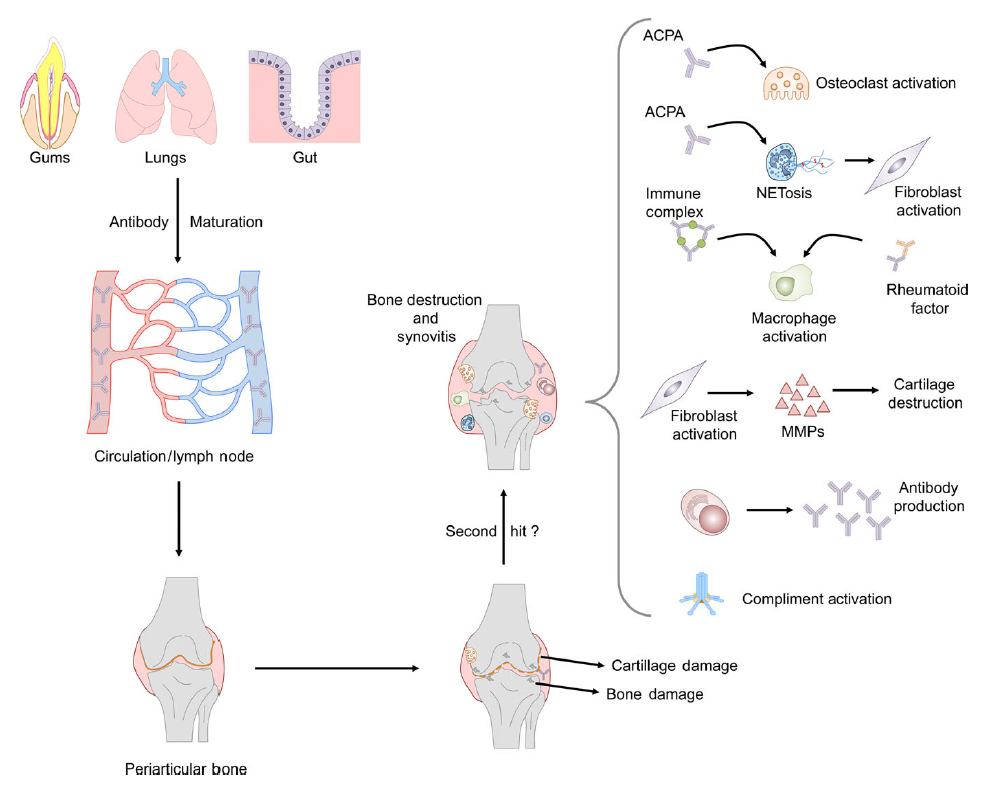 Gums
Lungs
Gut
Antibody
Maturation
Circulation/lymph node
Periarticular bone
Cartillage damage
Bone damage
Second
hit ?
Bone destruction
and
synovitis
ACPA
Osteoclast activation
ACPA
NETosis
Fibroblast
activation
Immune
complex
Macrophage
activation
Rheumatoid
factor
Fibroblast
activation
MMPs
Cartilage
destruction
Antibody
production
Compliment activation